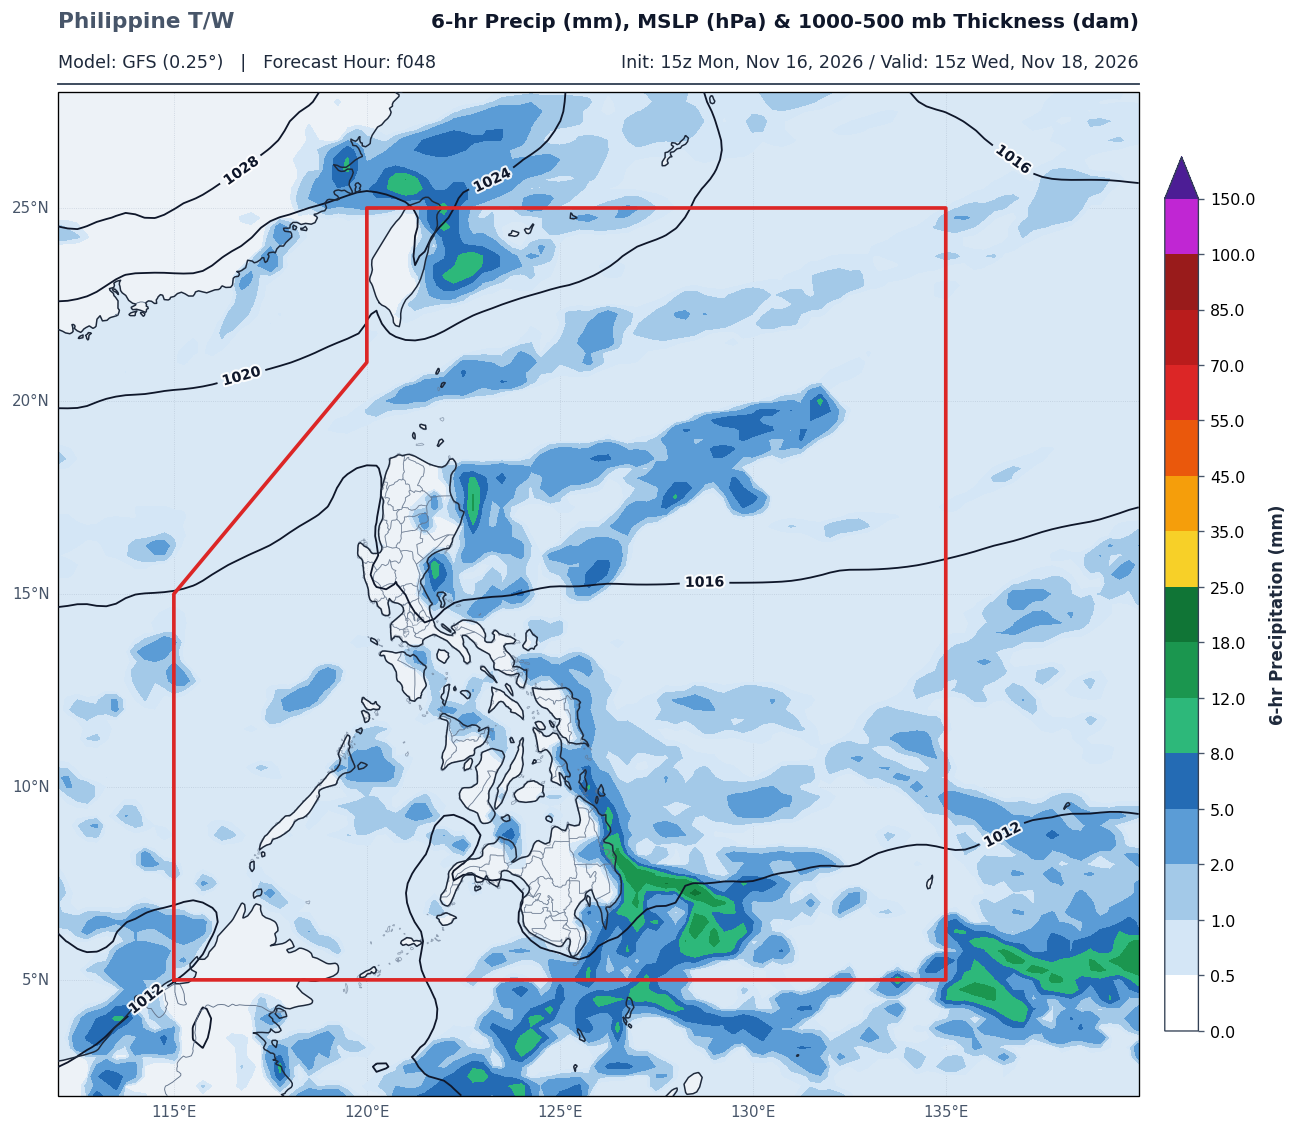 Philippine T/W
6-hr Precip (mm), MSLP (hPa) & 1000-500 mb Thickness (dam)
Model: GFS (0.25°)   |   Forecast Hour: f048
Init: 15z Mon, Nov 16, 2026 / Valid: 15z Wed, Nov 18, 2026
1028
1024
1016
1020
1016
1012
1012
25°N
20°N
15°N
10°N
5°N
115°E
120°E
125°E
130°E
135°E
150.0
100.0
85.0
70.0
55.0
45.0
35.0
25.0
18.0
12.0
8.0
5.0
2.0
1.0
0.5
0.0
6-hr Precipitation (mm)